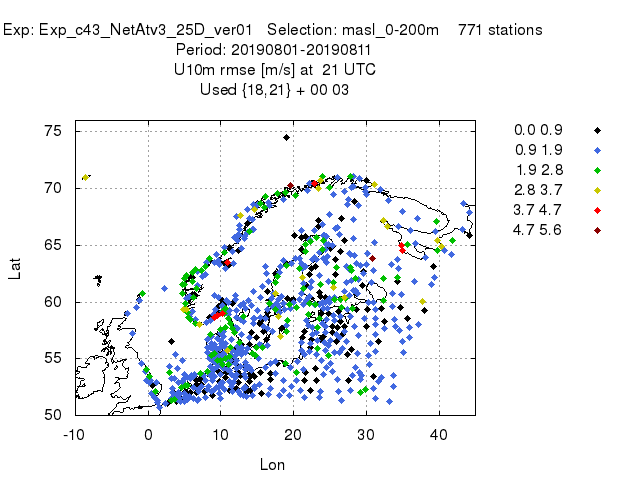 Exp: Exp_c43_NetAtv3_25D_ver01 Selection: masl_0-200m 771 stations
Period: 20190801-20190811
U10m rmse [m/s] at 21 UTC
Used {18,21} + 00 03
0.0 0.9
0.9 1.9
1.9 2.8
2.8 3.7
3.7 4.7
4.7 5.6
Lat
75
70
65
60
55
50
-10 0 10 20 30 40
Lon